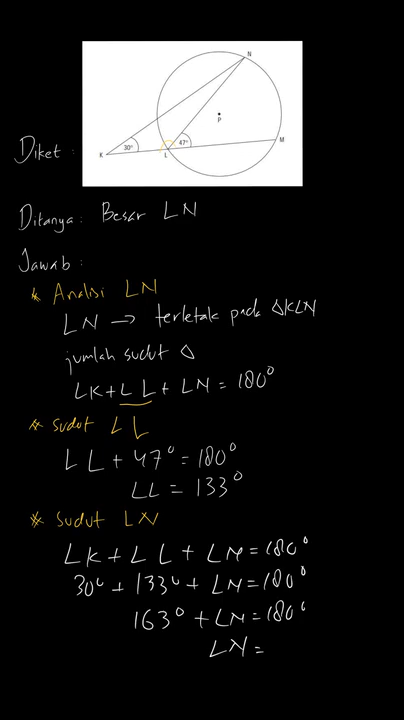 N
P
30°
47°
M
K
L
Diket :
Ditanya : Besar ∠N
Jawab :
* Analisi ∠N
∠N → terletak pada ΔKLN
jumlah sudut Δ
∠K + ∠L + ∠N = 180°
* Sudut ∠L
∠L + 47° = 180°
∠L = 133°
* Sudut ∠N
∠K + ∠L + ∠N = 180°
30° + 133° + ∠N = 180°
163° + ∠N = 180°
∠N =